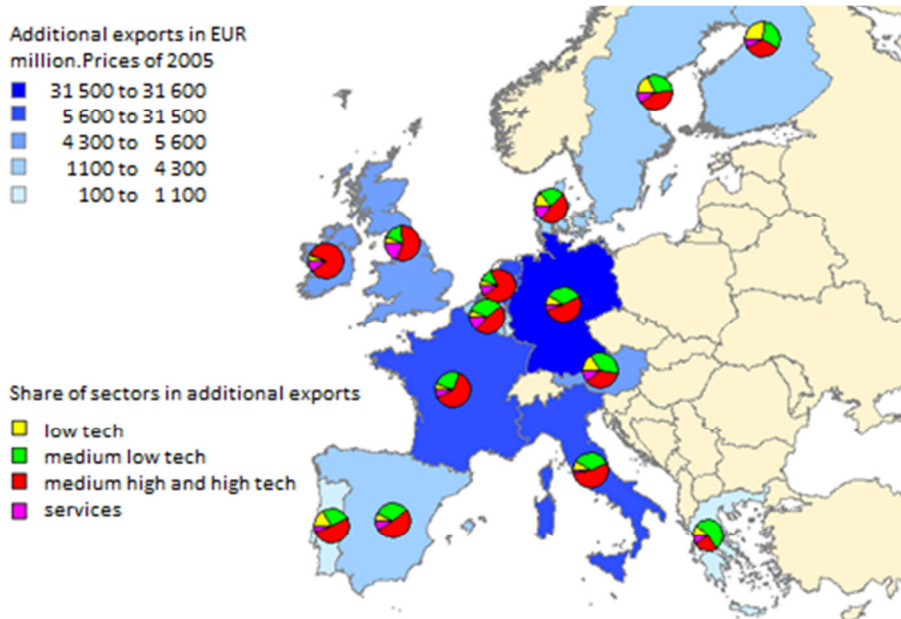 Additional exports in EUR
million.Prices of 2005
31 500 to 31 600
5 600 to 31 500
4 300 to 5 600
1100 to 4 300
100 to 1 100
Share of sectors in additional exports
low tech
medium low tech
medium high and high tech
services